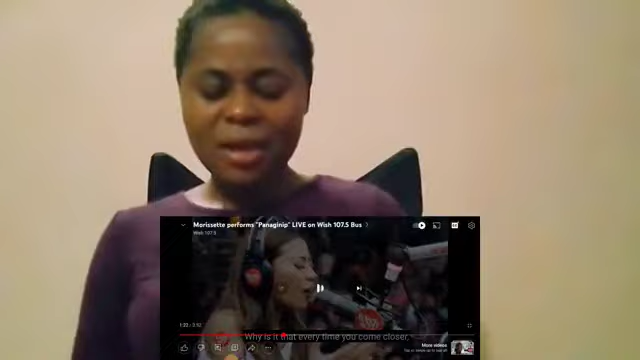 Morissette performs "Panaginip" LIVE on Wish 107.5 Bus
Wish 107.5
1:22 / 3:52
Why is it that every time you come closer,
More videos